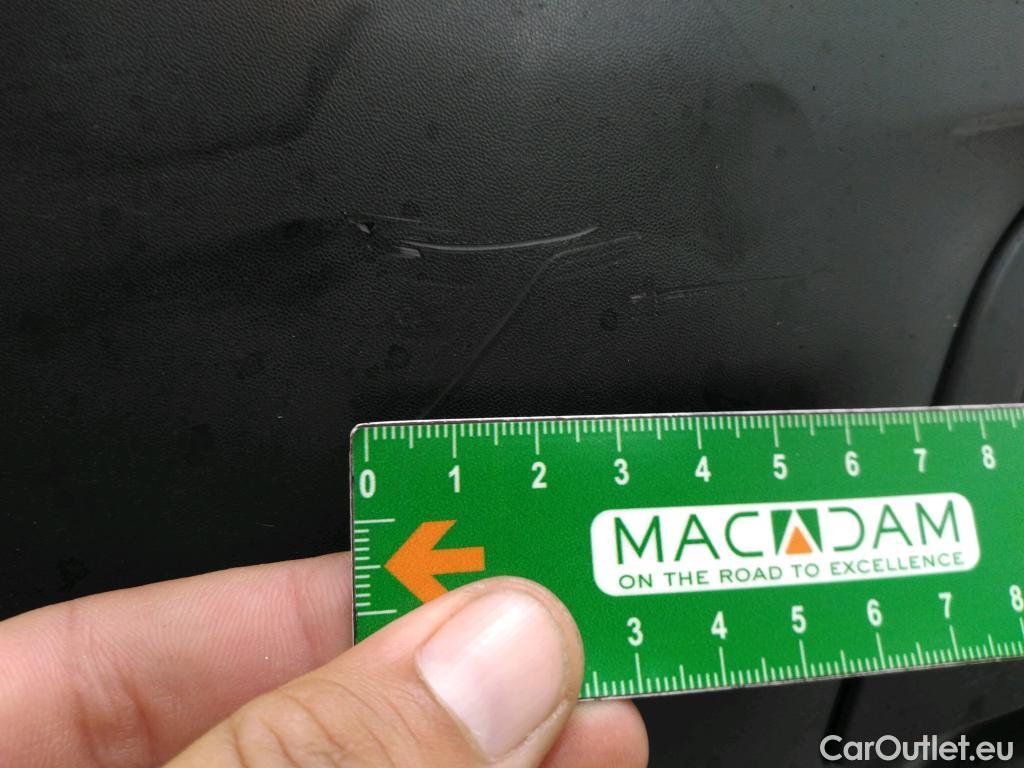 0 1 2 3 4 5 6 7 8
MACADAM
ON THE ROAD TO EXCELLENCE
3 4 5 6 7 8
CarOutlet.eu